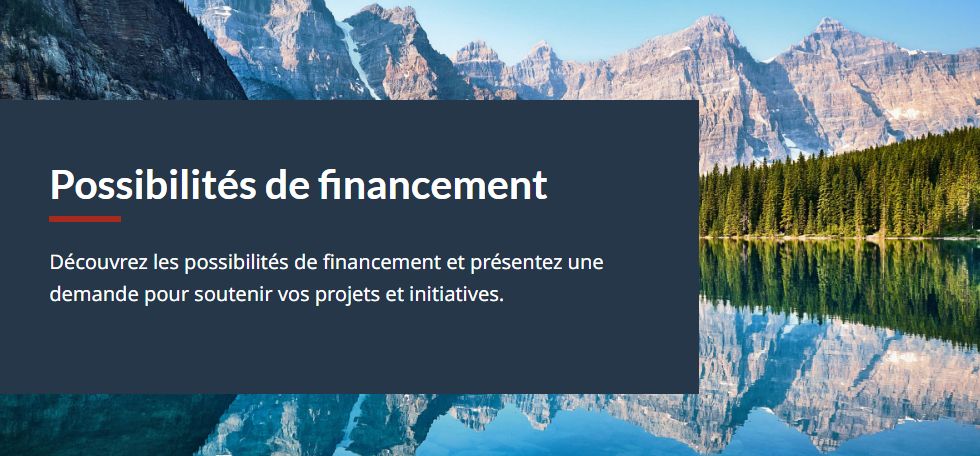 Possibilités de financement
Découvrez les possibilités de financement et présentez une
demande pour soutenir vos projets et initiatives.